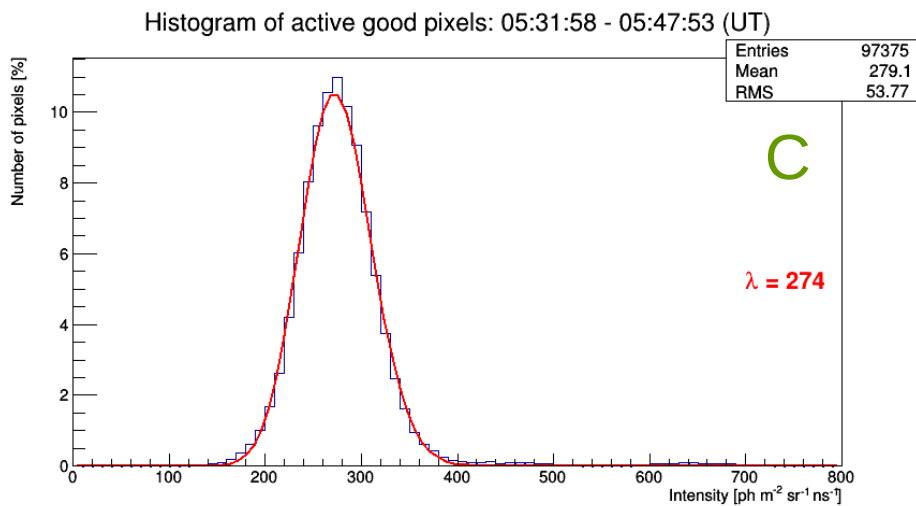 Histogram of active good pixels: 05:31:58 - 05:47:53 (UT)
Entries 97375
Mean 279.1
RMS 53.77
Number of pixels [%]
10
8
6
4
2
0
C
λ = 274
0 100 200 300 400 500 600 700 800
Intensity [ph m⁻² sr⁻¹ ns⁻¹]